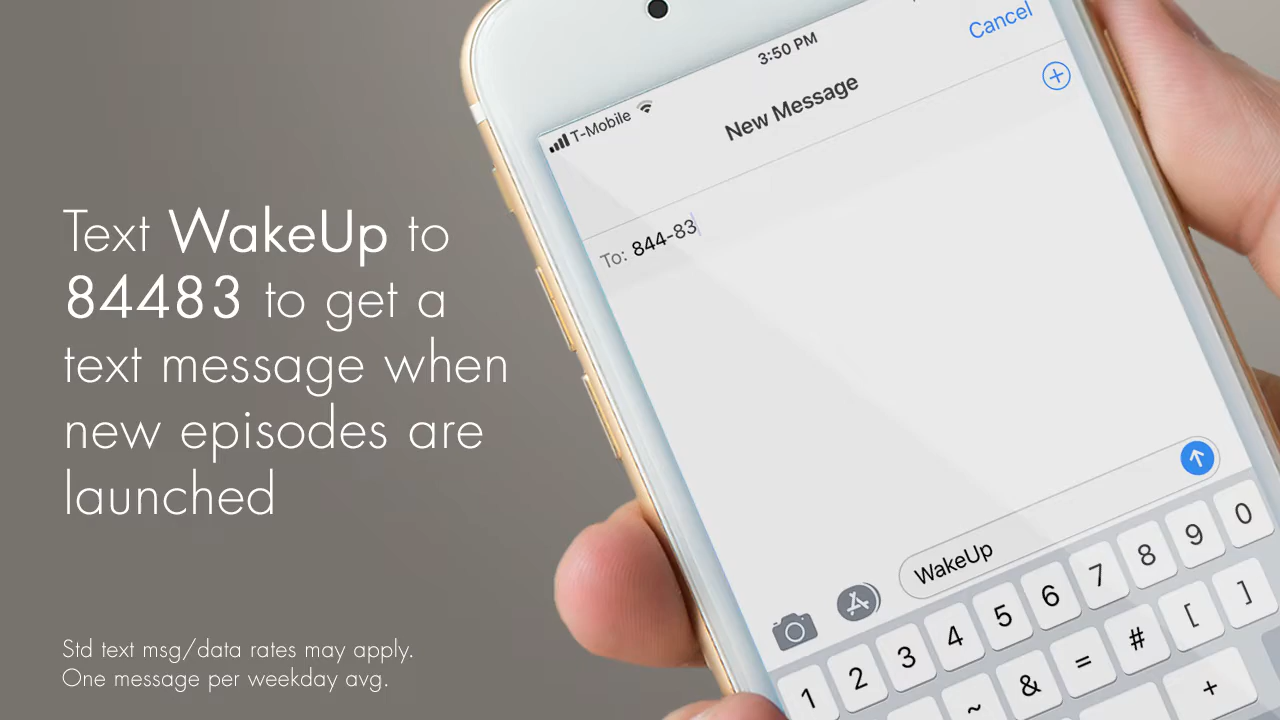 Text WakeUp to
84483 to get a
text message when
new episodes are
launched
Std text msg/data rates may apply.
One message per weekday avg.
T-Mobile
3:50 PM
Cancel
New Message
To: 844-83
WakeUp
1 2 3 4 5 6 7 8 9 0
~ & = # [ ]
+